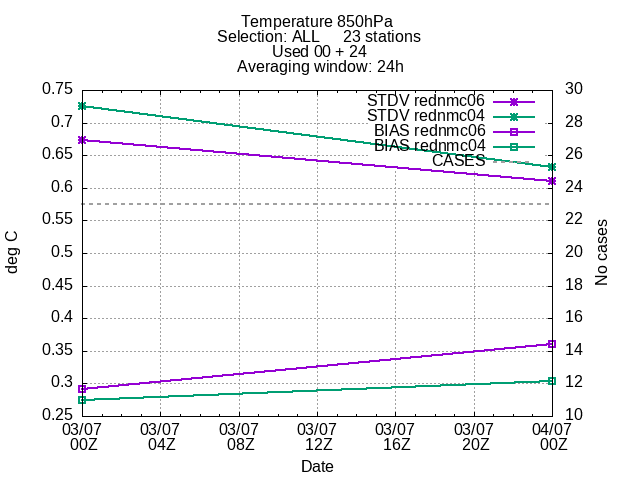 Temperature 850hPa
Selection: ALL 23 stations
Used 00 + 24
Averaging window: 24h
STDV rednmc06
STDV rednmc04
BIAS rednmc06
BIAS rednmc04
CASES
0.75
0.7
0.65
0.6
0.55
0.5
0.45
0.4
0.35
0.3
0.25
deg C
30
28
26
24
22
20
18
16
14
12
10
No cases
03/07 03/07 03/07 03/07 03/07 03/07 04/07
00Z 04Z 08Z 12Z 16Z 20Z 00Z
Date